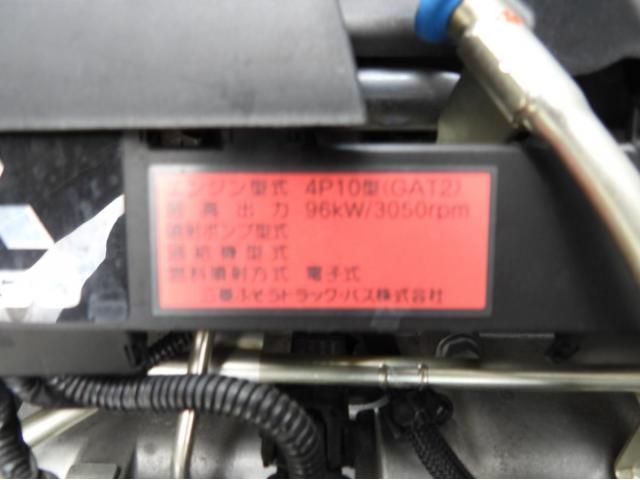 エンジン型式 4P10型(GAT2)
最高出力 96kW/3050rpm
噴射ポンプ型式
過給機型式
燃料噴射方式 電子式
三菱ふそうトラック・バス株式会社